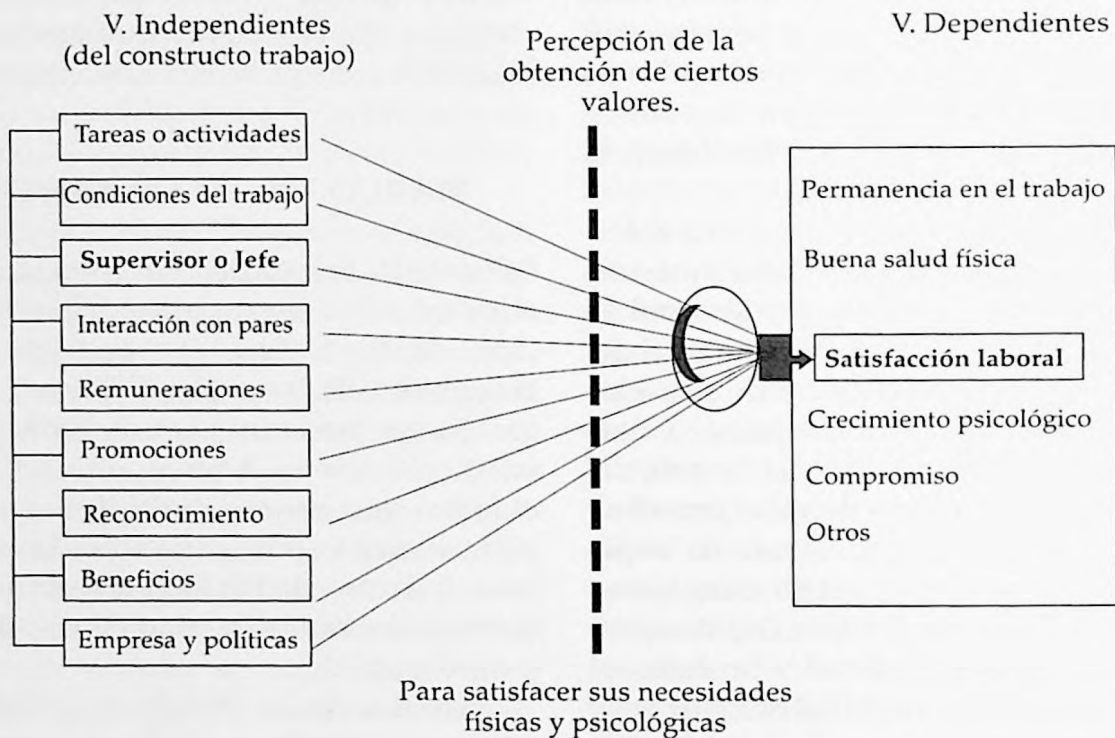 V. Independientes
(del constructo trabajo)
Percepción de la
obtención de ciertos
valores.
V. Dependientes
Tareas o actividades
Condiciones del trabajo
Supervisor o Jefe
Interacción con pares
Remuneraciones
Promociones
Reconocimiento
Beneficios
Empresa y políticas
Permanencia en el trabajo
Buena salud física
Satisfacción laboral
Crecimiento psicológico
Compromiso
Otros
Para satisfacer sus necesidades
físicas y psicológicas